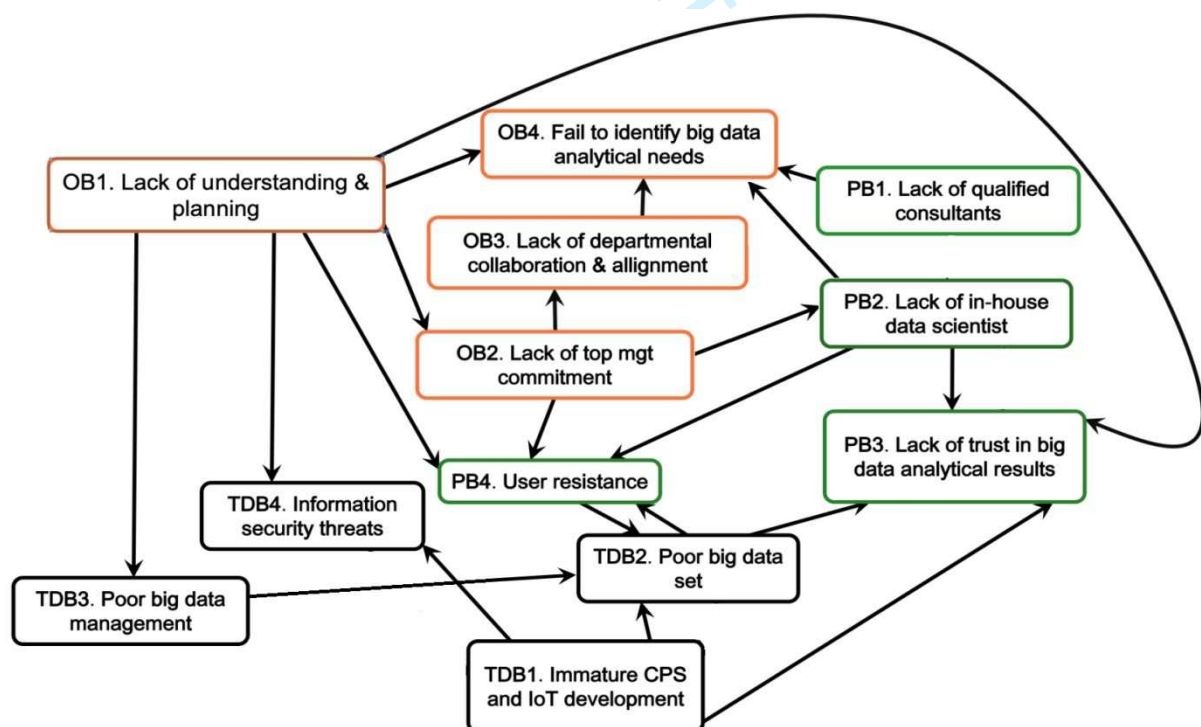 OB4. Fail to identify big data
analytical needs
OB1. Lack of understanding &
planning
PB1. Lack of qualified
consultants
OB3. Lack of departmental
collaboration & allignment
PB2. Lack of in-house
data scientist
OB2. Lack of top mgt
commitment
PB3. Lack of trust in big
data analytical results
PB4. User resistance
TDB4. Information
security threats
TDB2. Poor big data
set
TDB3. Poor big data
management
TDB1. Immature CPS
and IoT development